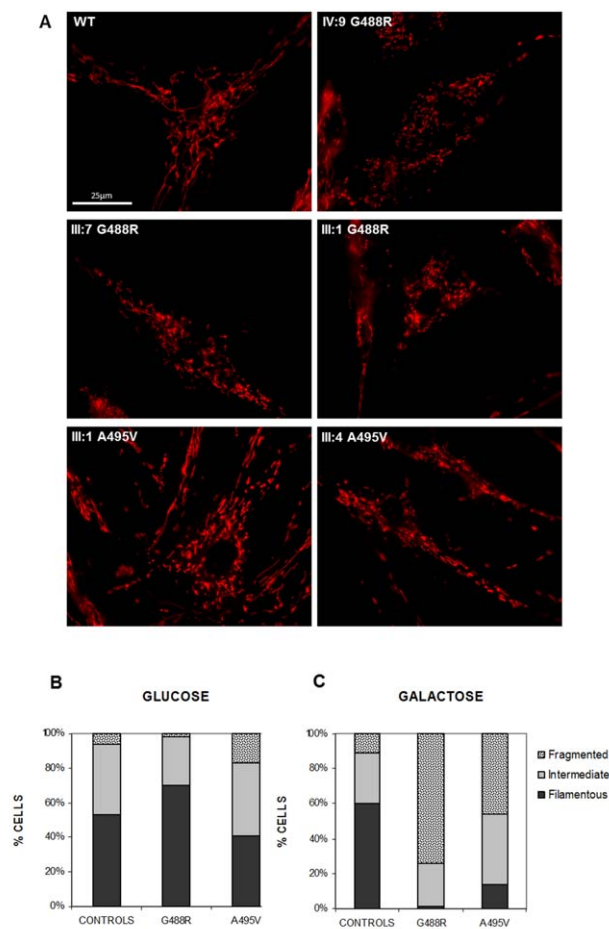 A
WT
IV:9 G488R
25µm
III:7 G488R
III:1 G488R
III:1 A495V
III:4 A495V
B
GLUCOSE
% CELLS
100%
80%
60%
40%
20%
0%
CONTROLS G488R A495V
C
GALACTOSE
% CELLS
100%
80%
60%
40%
20%
0%
CONTROLS G488R A495V
Fragmented
Intermediate
Filamentous